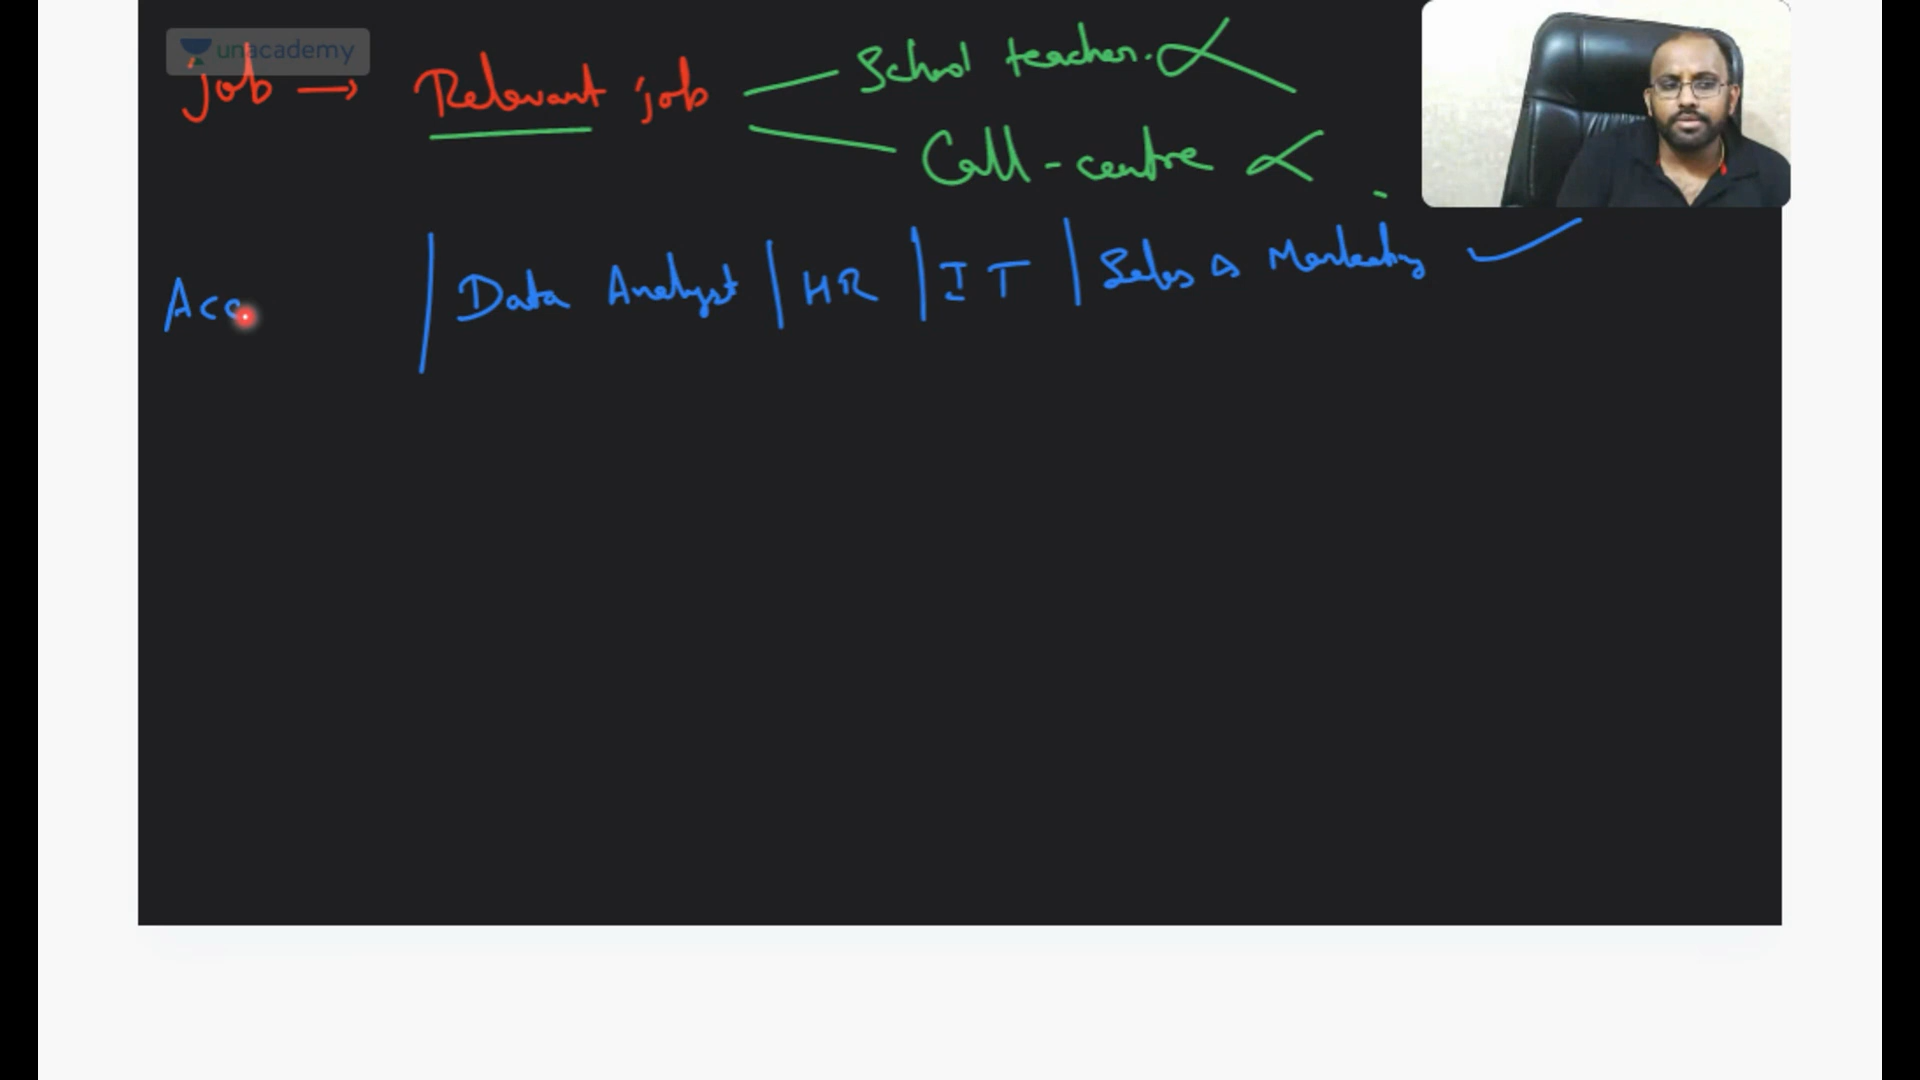 unacademy
job → Relevant job
School teacher.
Call-centre
Acc | Data Analyst | HR | IT | Sales & Marketing ✓